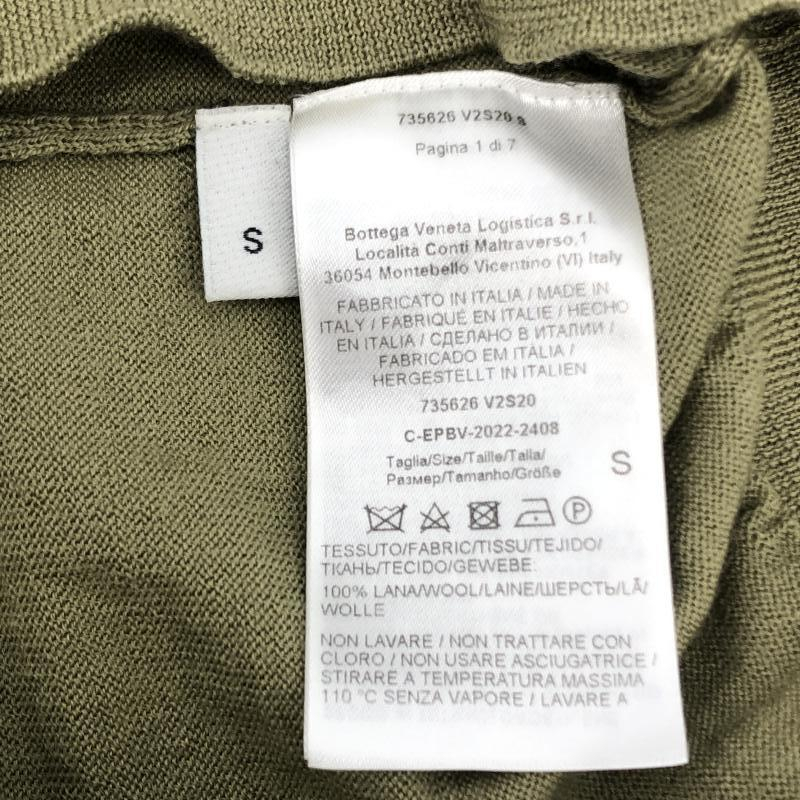 S
735626 V2S20 a
Pagina 1 di 7
Bottega Veneta Logistica S.r.l.
Località Conti Maltraverso,1
36054 Montebello Vicentino (VI) Italy
FABBRICATO IN ITALIA / MADE IN
ITALY / FABRIQUÉ EN ITALIE / HECHO
EN ITALIA / СДЕЛАНО В ИТАЛИИ /
FABRICADO EM ITÁLIA /
HERGESTELLT IN ITALIEN
735626 V2S20
C-EPBV-2022-2408
Taglia/Size/Taille/Talla/
Размер/Tamanho/Größe
S
P
TESSUTO/FABRIC/TISSU/TEJIDO/
ТКАНЬ/TECIDO/GEWEBE:
100% LANA/WOOL/LAINE/ШЕРСТЬ/LÃ/
WOLLE
NON LAVARE / NON TRATTARE CON
CLORO / NON USARE ASCIUGATRICE /
STIRARE A TEMPERATURA MASSIMA
110 °C SENZA VAPORE / LAVARE A